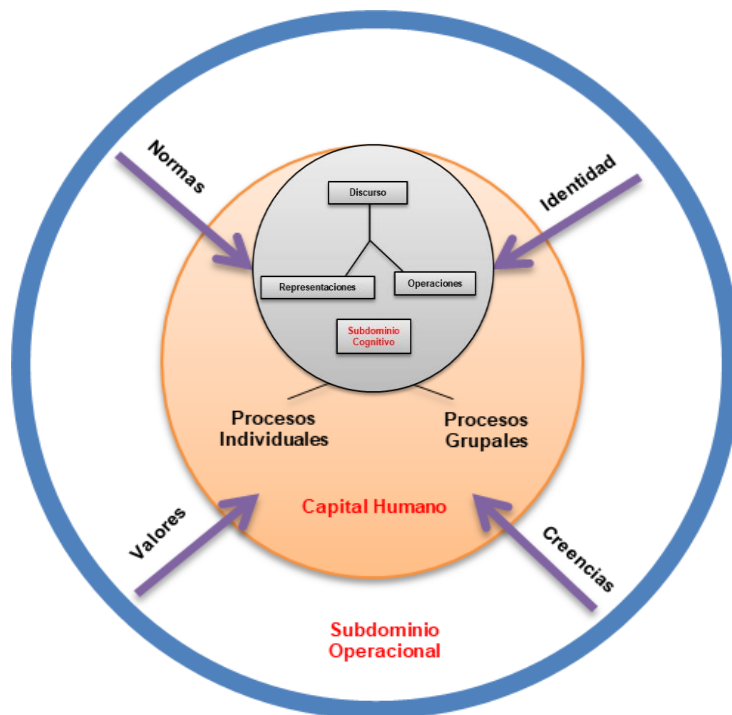 Normas
Identidad
Discurso
Representaciones
Operaciones
Subdominio
Cognitivo
Procesos
Individuales
Procesos
Grupales
Capital Humano
Valores
Creencias
Subdominio
Operacional